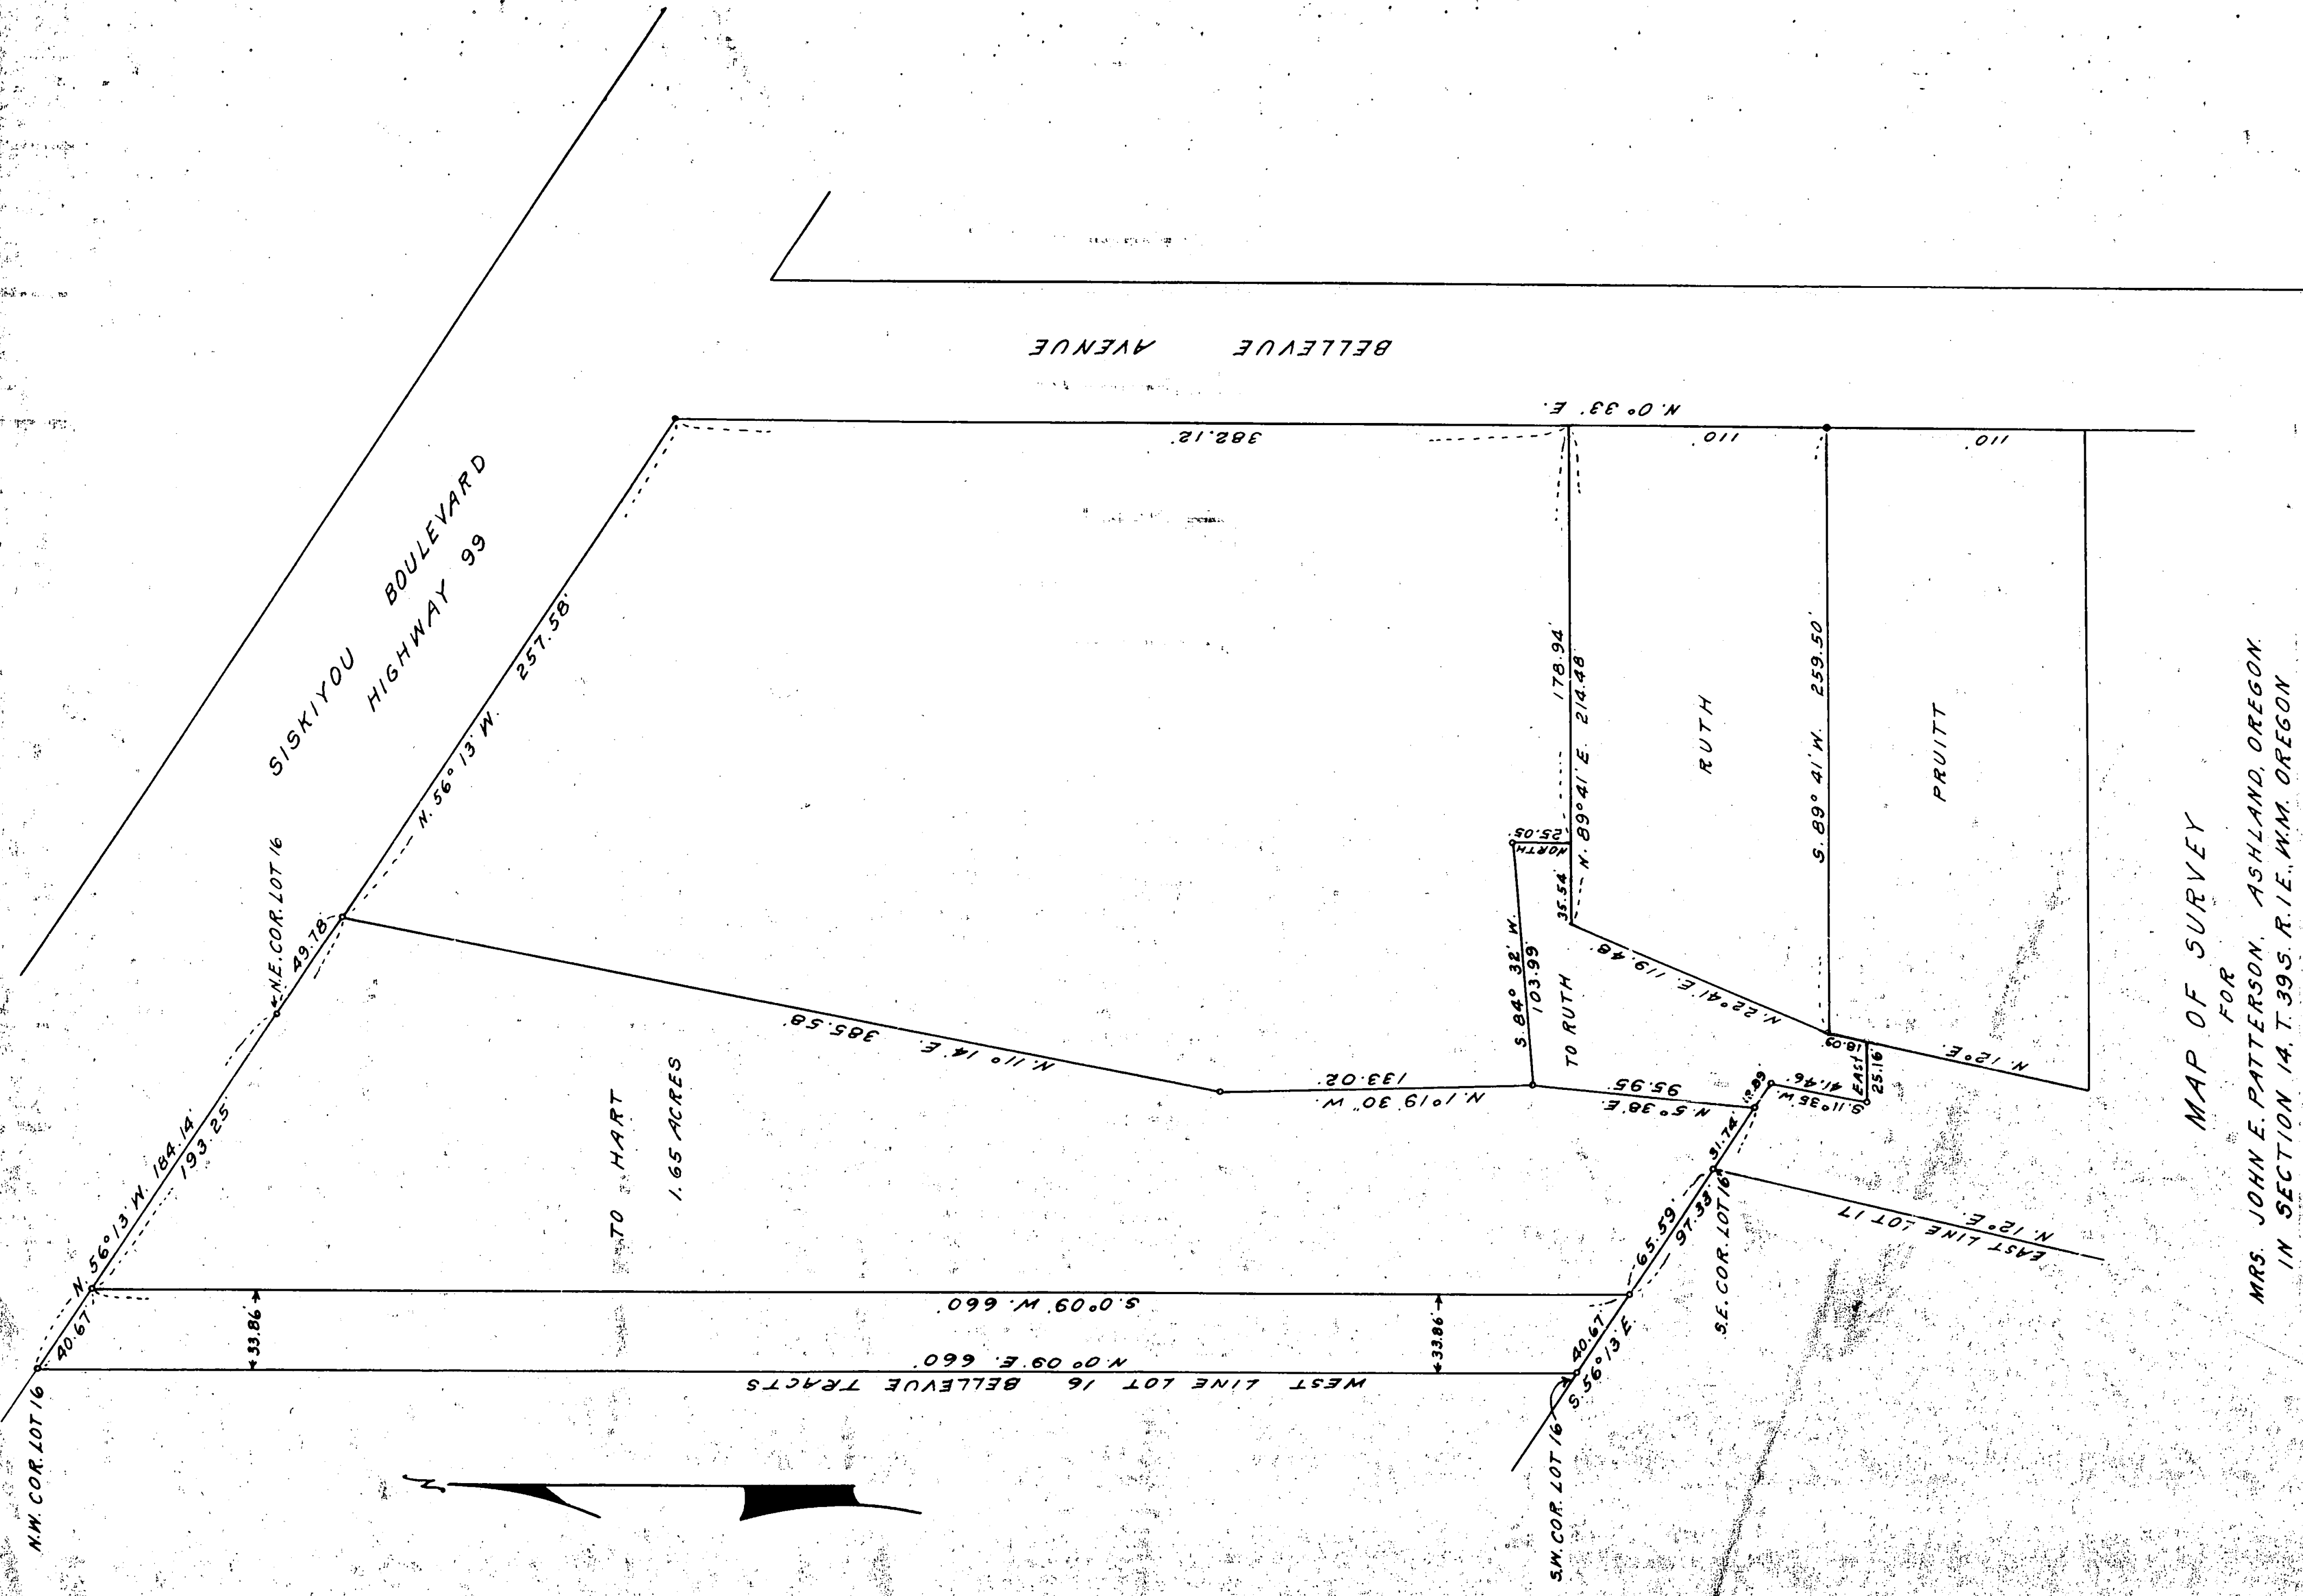 SISKIYOU BOULEVARD
HIGHWAY 99
BELLEVUE AVENUE
N. 0° 33' E.
382.12'
110'
110'
N. 56° 13' W.
257.58'
N.E. COR. LOT 16
49.78'
N. 56° 13' W. 184.14'
193.25'
40.67'
N.W. COR. LOT 16
33.86'
33.86'
S. 0° 09' W. 660'
N. 0° 09' E. 660'
WEST LINE LOT 16 BELLEVUE TRACTS
TO HART
1.65 ACRES
N. 11° 14' E. 385.58'
N. 1° 19' 30" W.
133.02'
S. 84° 32' W.
103.99'
NORTH
25.05'
178.94'
35.54'
N. 89° 41' E. 214.48'
RUTH
S. 89° 41' W. 259.50'
PRUITT
TO RUTH
N. 22° 41' E. 119.48'
N. 5° 38' E.
95.95
S. 11° 35' W.
41.46'
EAST
25.16'
18.09'
N. 12° E.
31.74'
65.59'
97.33'
40.67'
S. 56° 13' E.
S.E. COR. LOT 16
S.W. COR. LOT 16
EAST LINE LOT 17
N. 12° E.
MAP OF SURVEY
FOR
MRS. JOHN E. PATTERSON, ASHLAND, OREGON.
IN SECTION 14, T. 39 S. R. 1 E., W.M. OREGON